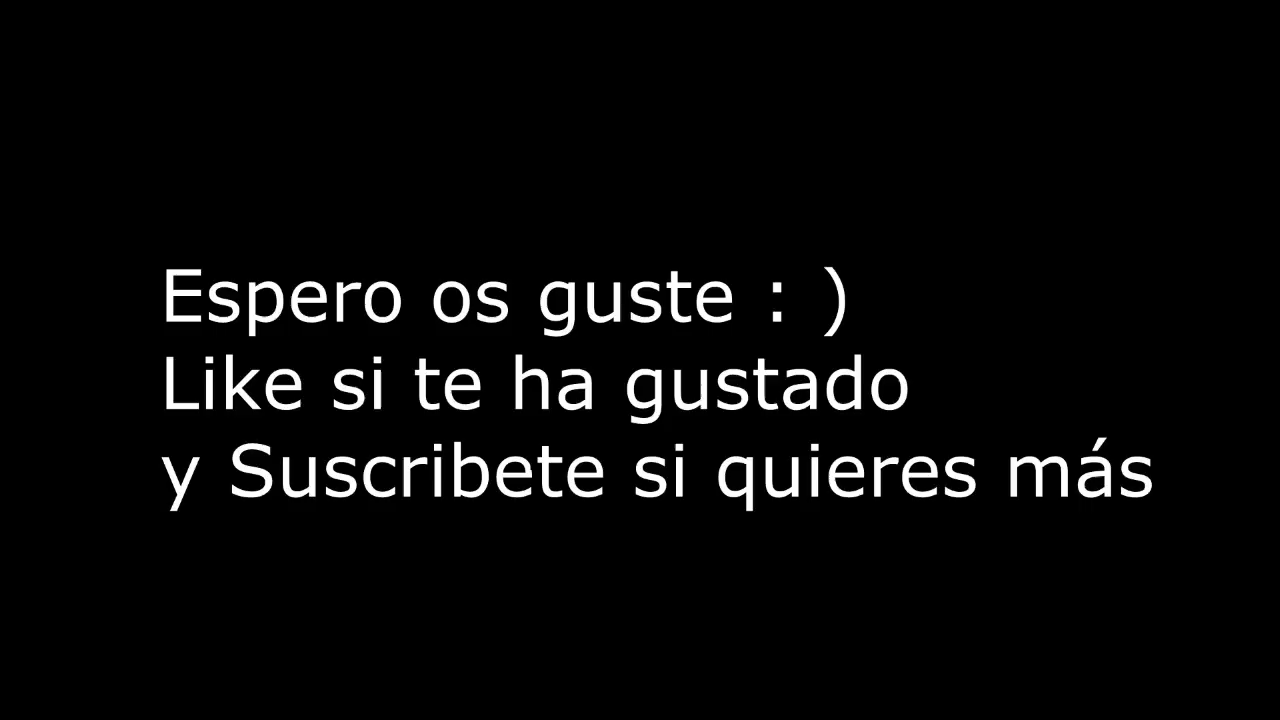 Espero os guste : )
Like si te ha gustado
y Suscribete si quieres más